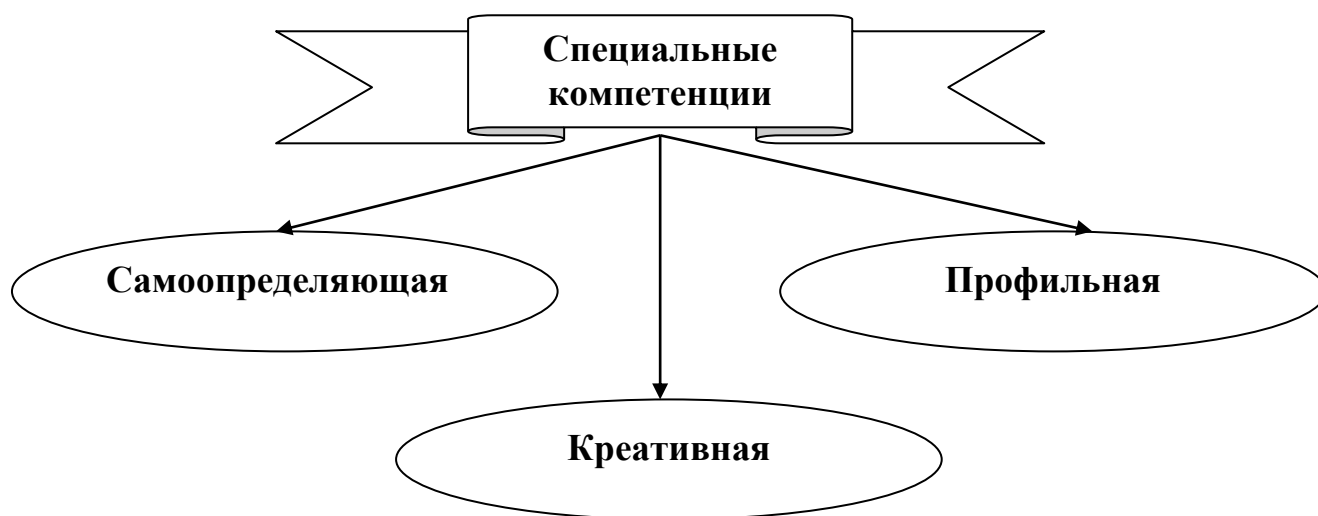 Специальные
компетенции
Самоопределяющая
Профильная
Креативная